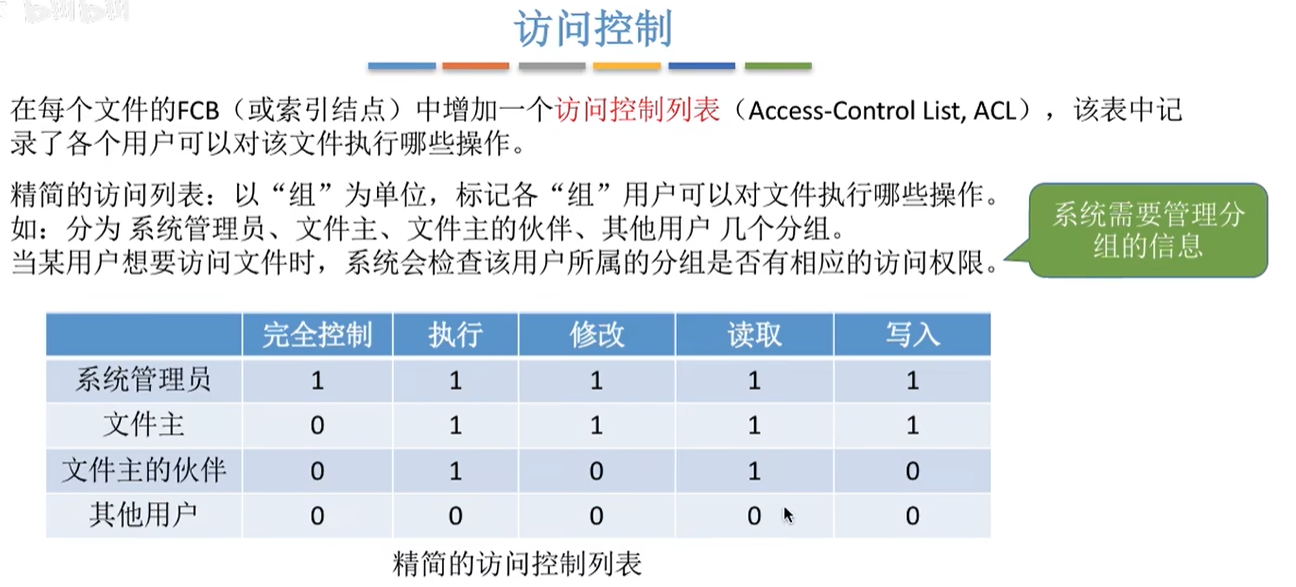 访问控制
在每个文件的FCB（或索引结点）中增加一个访问控制列表（Access-Control List, ACL），该表中记
录了各个用户可以对该文件执行哪些操作。
精简的访问列表：以“组”为单位，标记各“组”用户可以对文件执行哪些操作。
如：分为 系统管理员、文件主、文件主的伙伴、其他用户 几个分组。
当某用户想要访问文件时，系统会检查该用户所属的分组是否有相应的访问权限。
系统需要管理分
组的信息
完全控制 执行 修改 读取 写入
系统管理员 1 1 1 1 1
文件主 0 1 1 1 1
文件主的伙伴 0 1 0 1 0
其他用户 0 0 0 0 0
精简的访问控制列表